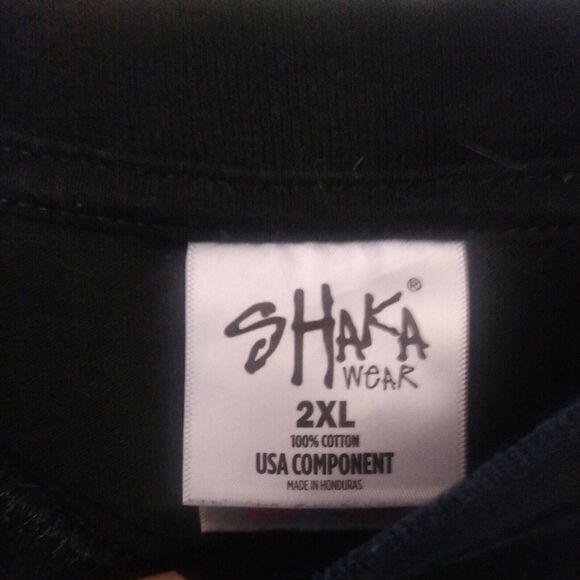 SHAKA®
WEAR
2XL
100% COTTON
USA COMPONENT
MADE IN HONDURAS